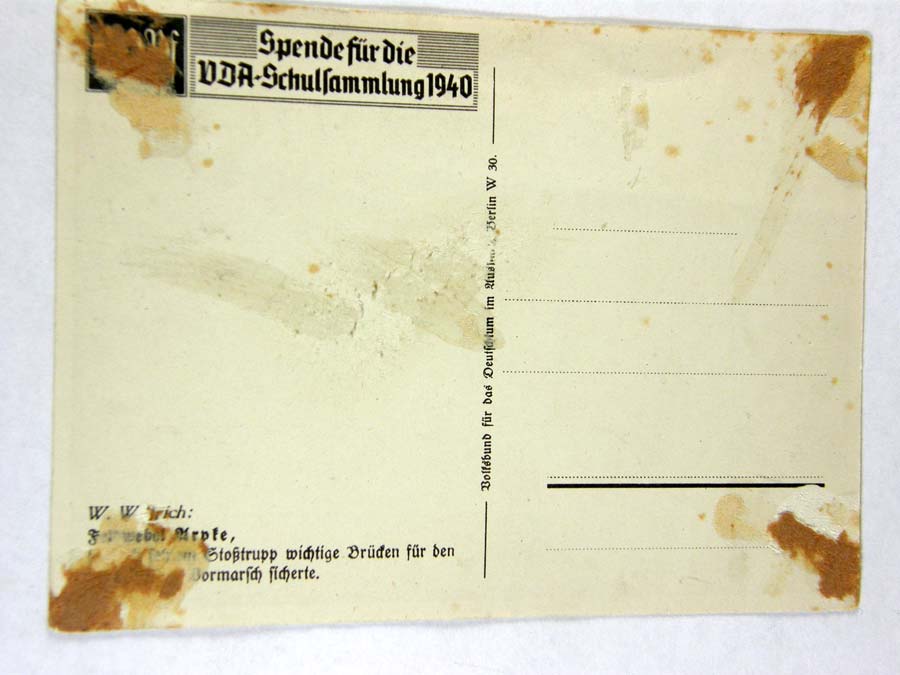 Spende für die
VDA-Schulsammlung 1940
Volksbund für das Deutschtum im Berlin W 30.
W. W
Arpke,
Stoßtrupp wichtige Brücken für den
Vormarsch sicherte.